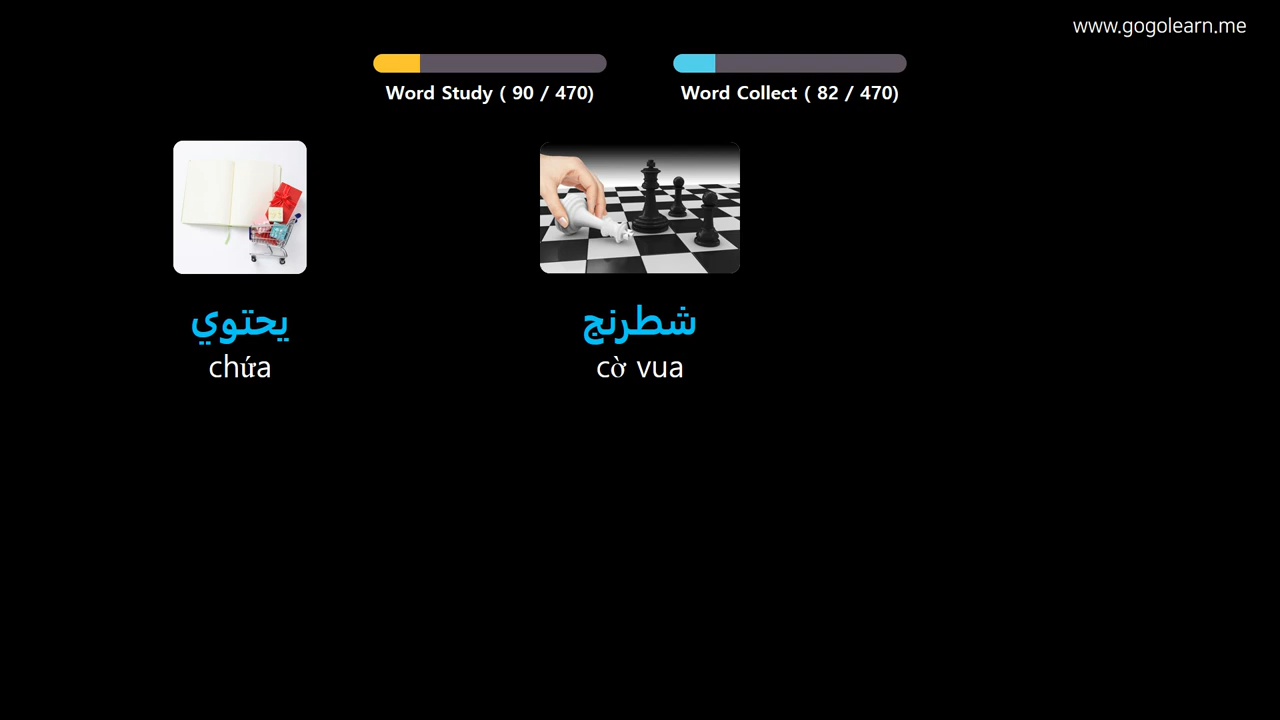 www.gogolearn.me
Word Study ( 90 / 470)
Word Collect ( 82 / 470)
يحتوي
chứa
شطرنج
cờ vua